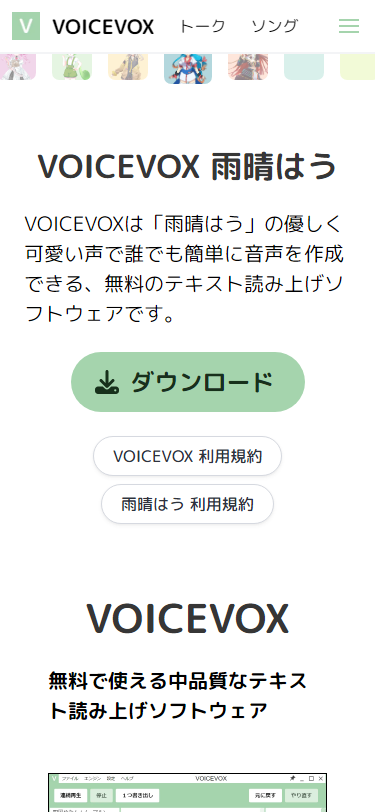 V VOICEVOX トーク ソング
VOICEVOX 雨晴はう
VOICEVOXは「雨晴はう」の優しく
可愛い声で誰でも簡単に音声を作成
できる、無料のテキスト読み上げソ
フトウェアです。
ダウンロード
VOICEVOX 利用規約
雨晴はう 利用規約
VOICEVOX
無料で使える中品質なテキス
ト読み上げソフトウェア
V ファイル エンジン 設定 ヘルプ VOICEVOX
連続再生 停止 1つ書き出し 元に戻す やり直す